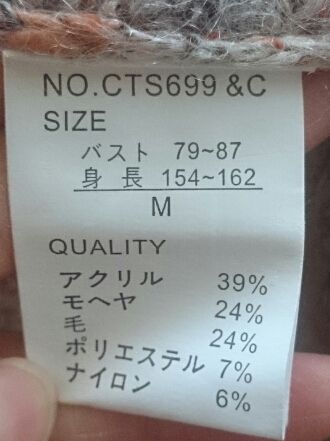 NO.CTS699 &C
SIZE
バスト 79~87
身 長 154~162
M
QUALITY
アクリル 39%
モヘヤ 24%
毛 24%
ポリエステル 7%
ナイロン 6%